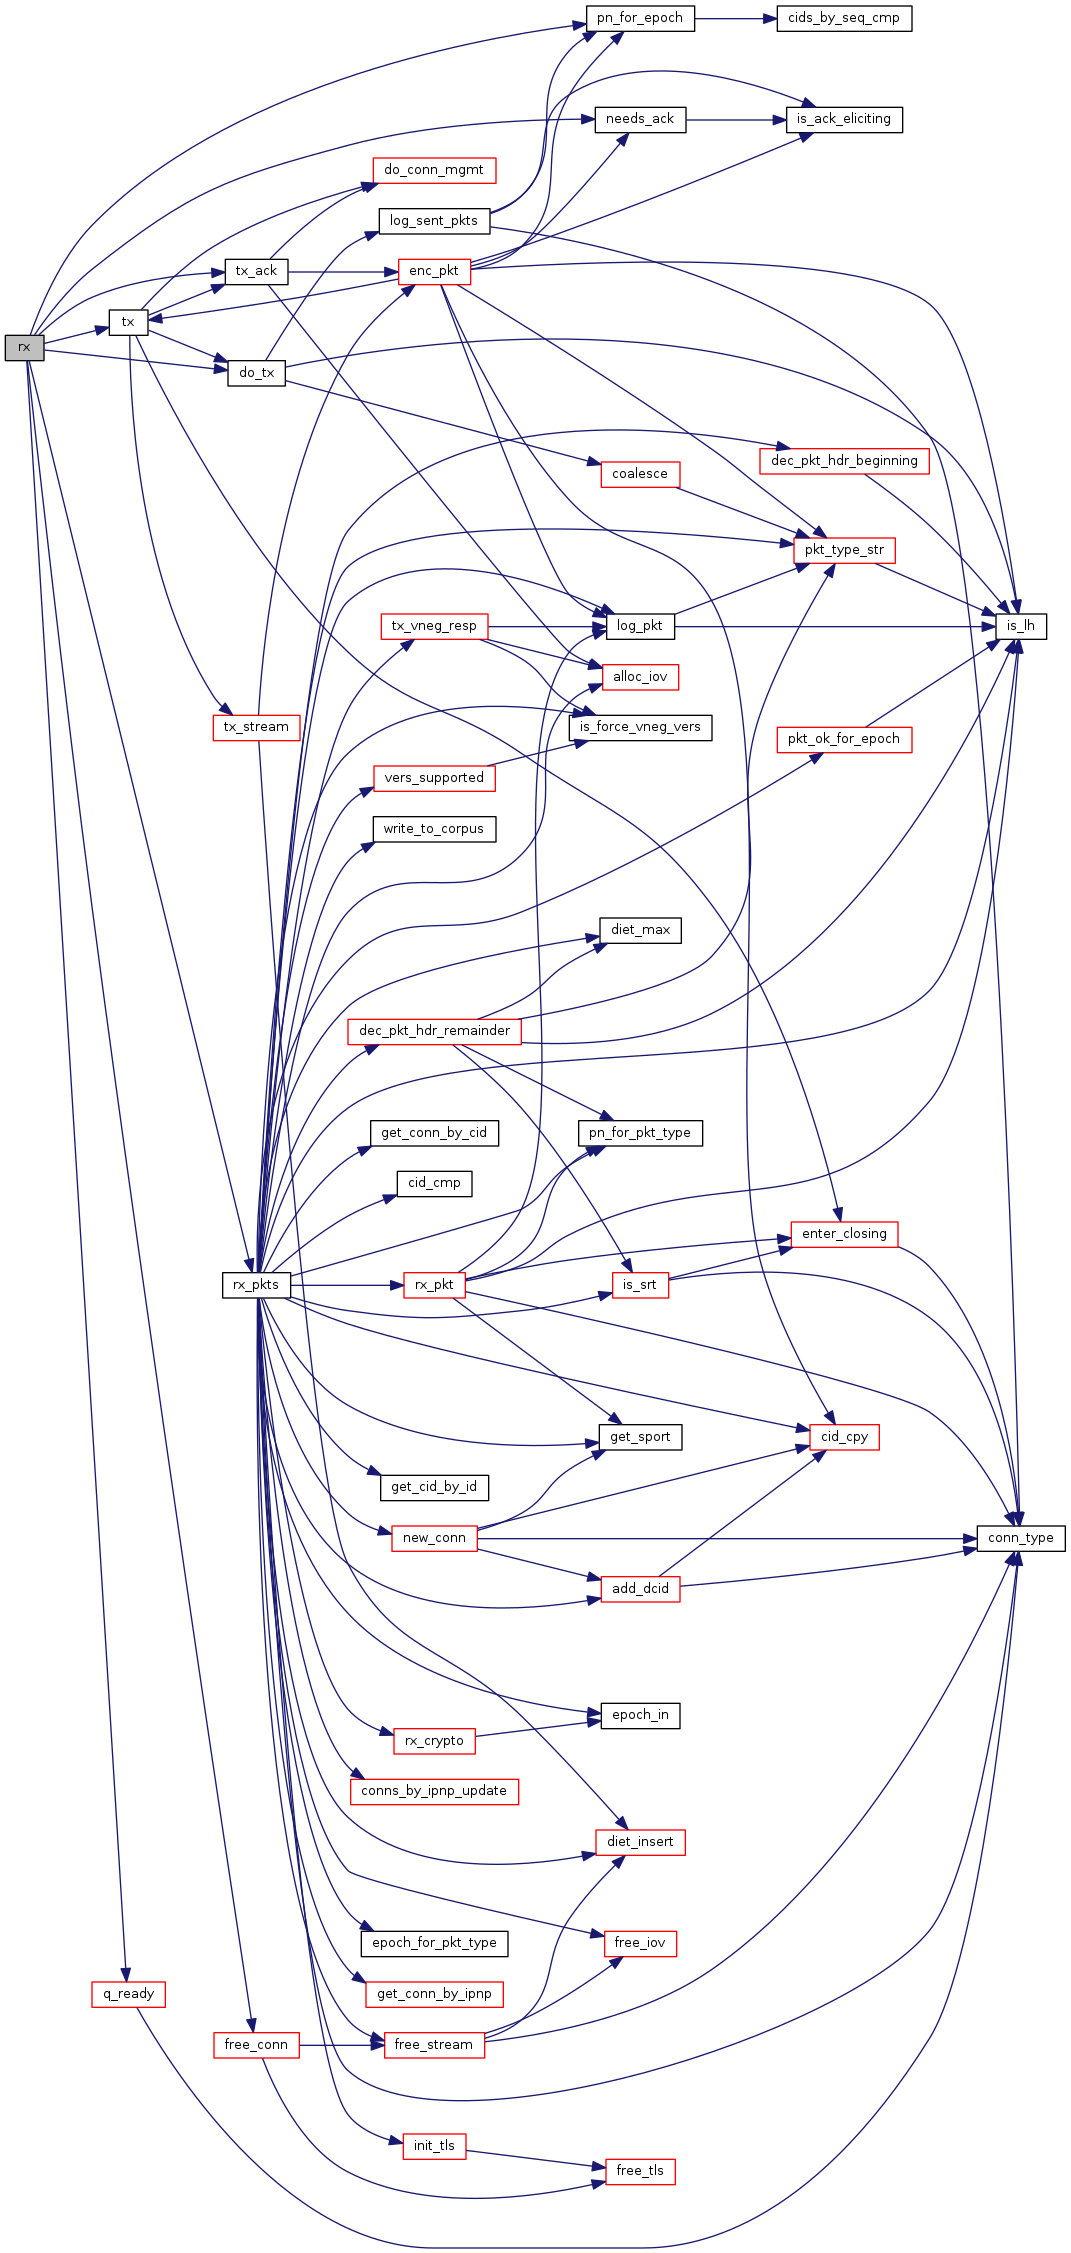 pn_for_epoch
cids_by_seq_cmp
needs_ack
is_ack_eliciting
do_conn_mgmt
log_sent_pkts
tx_ack
enc_pkt
tx
rx
do_tx
dec_pkt_hdr_beginning
coalesce
pkt_type_str
tx_vneg_resp
log_pkt
is_lh
alloc_iov
tx_stream
is_force_vneg_vers
pkt_ok_for_epoch
vers_supported
write_to_corpus
diet_max
dec_pkt_hdr_remainder
get_conn_by_cid
pn_for_pkt_type
cid_cmp
enter_closing
rx_pkts
rx_pkt
is_srt
get_sport
cid_cpy
get_cid_by_id
new_conn
conn_type
add_dcid
epoch_in
rx_crypto
conns_by_ipnp_update
diet_insert
epoch_for_pkt_type
free_iov
q_ready
get_conn_by_ipnp
free_conn
free_stream
init_tls
free_tls